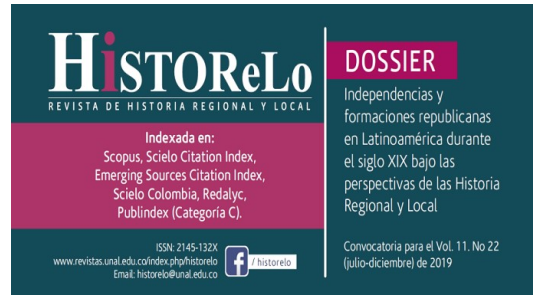 HiSTOReLo
REVISTA DE HISTORIA REGIONAL Y LOCAL
Indexada en:
Scopus, Scielo Citation Index,
Emerging Sources Citation Index,
Scielo Colombia, Redalyc,
Publindex (Categoría C).
ISSN: 2145-132X
www.revistas.unal.edu.co/index.php/historelo
Email: historelo@unal.edu.co
f
/ historelo
DOSSIER
Independencias y
formaciones republicanas
en Latinoamérica durante
el siglo XIX bajo las
perspectivas de las Historia
Regional y Local
Convocatoria para el Vol. 11. No 22
(julio-diciembre) de 2019